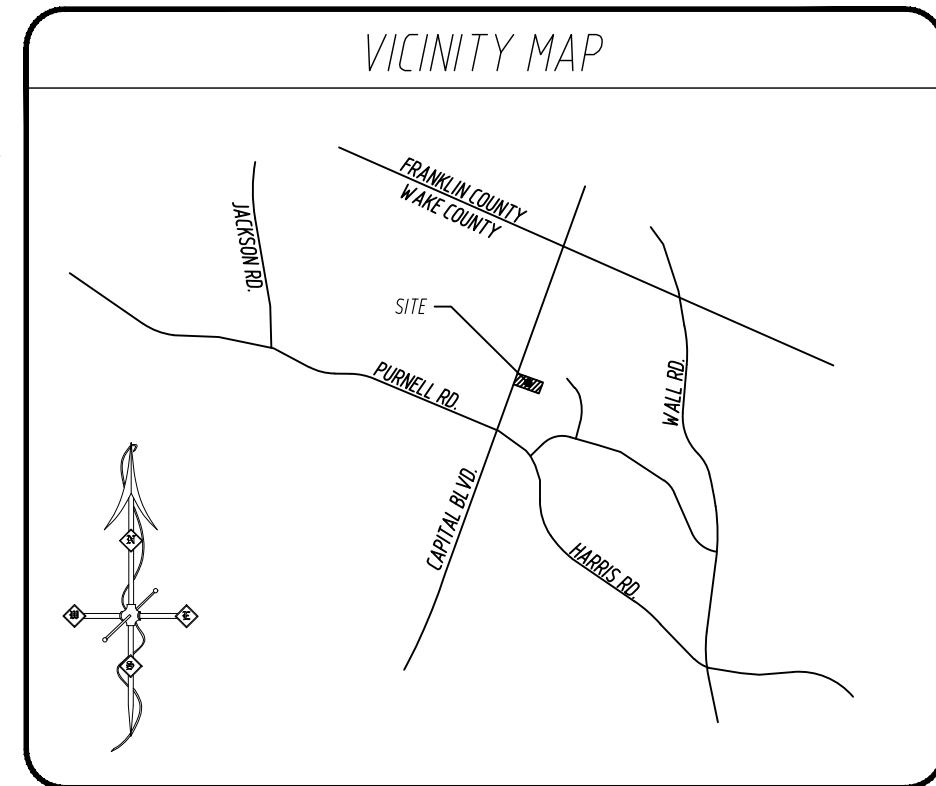 VICINITY MAP
FRANKLIN COUNTY
WAKE COUNTY
JACKSON RD.
SITE
PURNELL RD.
WALL RD.
CAPITAL BLVD.
HARRIS RD.
N
W
E
S